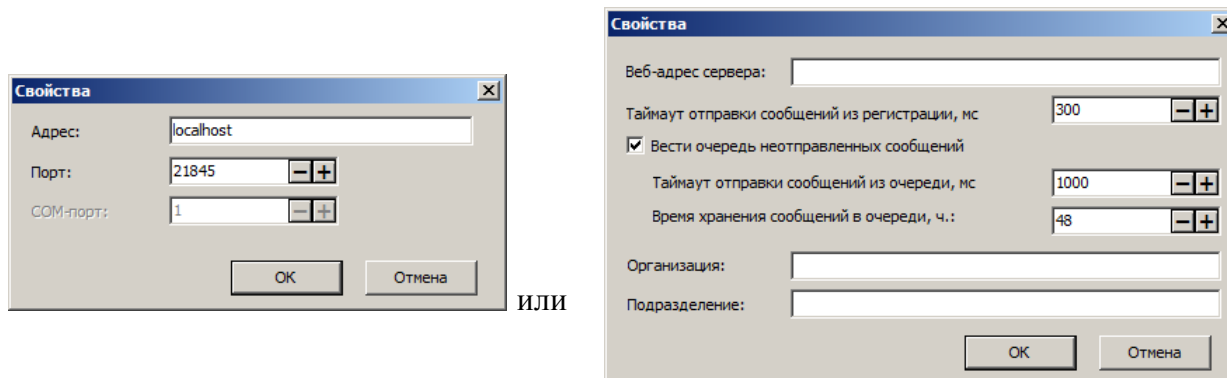 Свойства
Адрес: localhost
Порт: 21845
COM-порт: 1
OK Отмена
или
Свойства
Веб-адрес сервера:
Таймаут отправки сообщений из регистрации, мс 300
Вести очередь неотправленных сообщений
Таймаут отправки сообщений из очереди, мс 1000
Время хранения сообщений в очереди, ч.: 48
Организация:
Подразделение:
OK Отмена